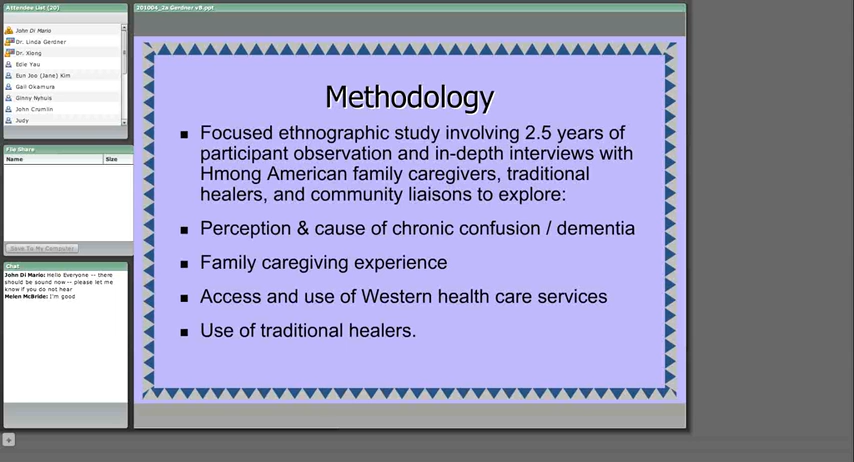 Attendee List (20)
John Di Mario
Dr. Linda Gerdner
Dr. Xiong
Edie Yau
Eun Joo (Jane) Kim
Gail Okamura
Ginny Nyhuis
John Crumlin
Judy
File Share
Name Size
Save To My Computer
Chat
John Di Mario: Hello Everyone -- there
should be sound now -- please let me
know if you do not hear
Melen McBride: I'm good
201004_2a Gerdner v8.ppt
Methodology
■ Focused ethnographic study involving 2.5 years of
participant observation and in-depth interviews with
Hmong American family caregivers, traditional
healers, and community liaisons to explore:
■ Perception & cause of chronic confusion / dementia
■ Family caregiving experience
■ Access and use of Western health care services
■ Use of traditional healers.